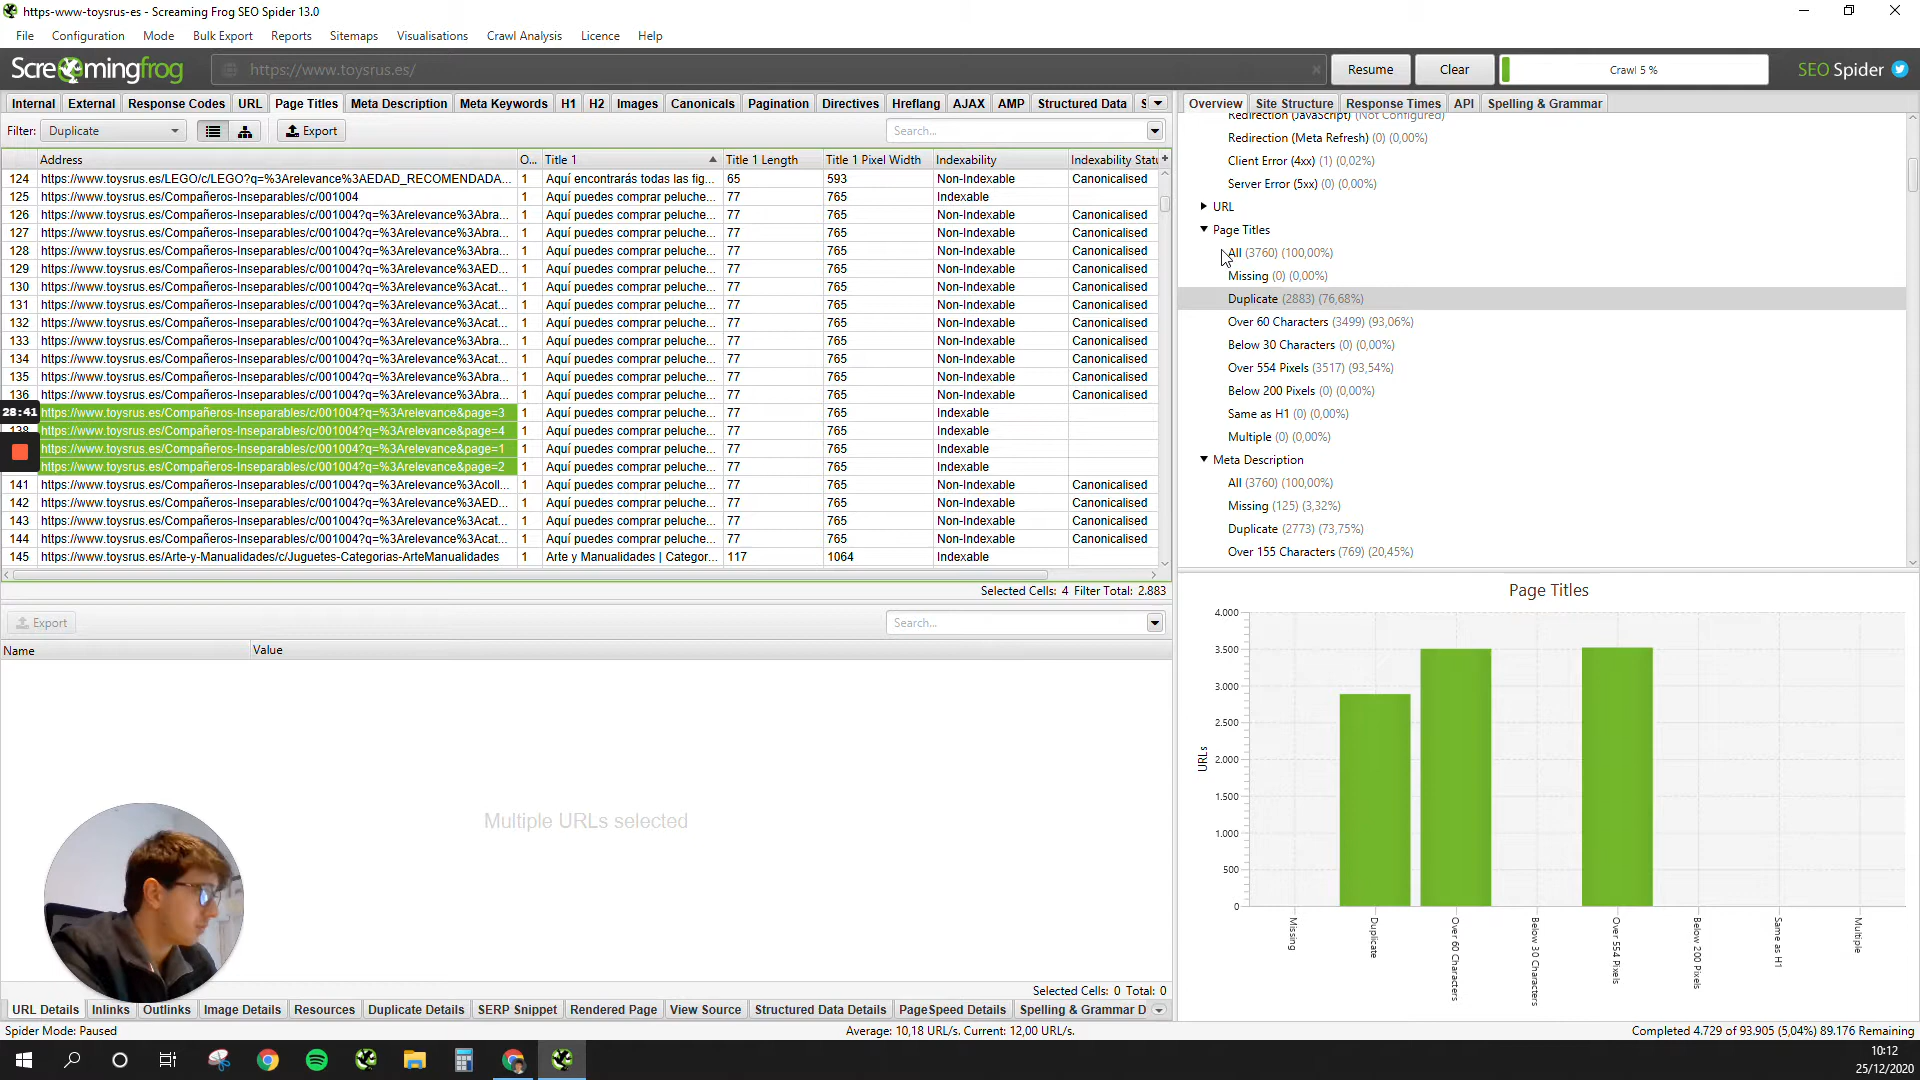 https-www-toysrus-es - Screaming Frog SEO Spider 13.0
File Configuration Mode Bulk Export Reports Sitemaps Visualisations Crawl Analysis Licence Help
Screamingfrog https://www.toysrus.es/ Resume Clear Crawl 5 % SEO Spider
Internal External Response Codes URL Page Titles Meta Description Meta Keywords H1 H2 Images Canonicals Pagination Directives Hreflang AJAX AMP Structured Data S
Filter: Duplicate Export Search...
Address O... Title 1 Title 1 Length Title 1 Pixel Width Indexability Indexability Statu
124 https://www.toysrus.es/LEGO/c/LEGO?q=%3Arelevance%3AEDAD_RECOMENDADA... 1 Aquí encontrarás todas las fig... 65 593 Non-Indexable Canonicalised
125 https://www.toysrus.es/Compañeros-Inseparables/c/001004 1 Aquí puedes comprar peluche... 77 765 Indexable
126 https://www.toysrus.es/Compañeros-Inseparables/c/001004?q=%3Arelevance%3Abra... 1 Aquí puedes comprar peluche... 77 765 Non-Indexable Canonicalised
127 https://www.toysrus.es/Compañeros-Inseparables/c/001004?q=%3Arelevance%3Abra... 1 Aquí puedes comprar peluche... 77 765 Non-Indexable Canonicalised
128 https://www.toysrus.es/Compañeros-Inseparables/c/001004?q=%3Arelevance%3Abra... 1 Aquí puedes comprar peluche... 77 765 Non-Indexable Canonicalised
129 https://www.toysrus.es/Compañeros-Inseparables/c/001004?q=%3Arelevance%3AED... 1 Aquí puedes comprar peluche... 77 765 Non-Indexable Canonicalised
130 https://www.toysrus.es/Compañeros-Inseparables/c/001004?q=%3Arelevance%3Acat... 1 Aquí puedes comprar peluche... 77 765 Non-Indexable Canonicalised
131 https://www.toysrus.es/Compañeros-Inseparables/c/001004?q=%3Arelevance%3Acat... 1 Aquí puedes comprar peluche... 77 765 Non-Indexable Canonicalised
132 https://www.toysrus.es/Compañeros-Inseparables/c/001004?q=%3Arelevance%3Acat... 1 Aquí puedes comprar peluche... 77 765 Non-Indexable Canonicalised
133 https://www.toysrus.es/Compañeros-Inseparables/c/001004?q=%3Arelevance%3Abra... 1 Aquí puedes comprar peluche... 77 765 Non-Indexable Canonicalised
134 https://www.toysrus.es/Compañeros-Inseparables/c/001004?q=%3Arelevance%3Acat... 1 Aquí puedes comprar peluche... 77 765 Non-Indexable Canonicalised
135 https://www.toysrus.es/Compañeros-Inseparables/c/001004?q=%3Arelevance%3Abra... 1 Aquí puedes comprar peluche... 77 765 Non-Indexable Canonicalised
136 https://www.toysrus.es/Compañeros-Inseparables/c/001004?q=%3Arelevance%3Abra... 1 Aquí puedes comprar peluche... 77 765 Non-Indexable Canonicalised
28:41 https://www.toysrus.es/Compañeros-Inseparables/c/001004?q=%3Arelevance&page=3 1 Aquí puedes comprar peluche... 77 765 Indexable
138 https://www.toysrus.es/Compañeros-Inseparables/c/001004?q=%3Arelevance&page=4 1 Aquí puedes comprar peluche... 77 765 Indexable
https://www.toysrus.es/Compañeros-Inseparables/c/001004?q=%3Arelevance&page=1 1 Aquí puedes comprar peluche... 77 765 Indexable
https://www.toysrus.es/Compañeros-Inseparables/c/001004?q=%3Arelevance&page=2 1 Aquí puedes comprar peluche... 77 765 Indexable
141 https://www.toysrus.es/Compañeros-Inseparables/c/001004?q=%3Arelevance%3Acoll... 1 Aquí puedes comprar peluche... 77 765 Non-Indexable Canonicalised
142 https://www.toysrus.es/Compañeros-Inseparables/c/001004?q=%3Arelevance%3AED... 1 Aquí puedes comprar peluche... 77 765 Non-Indexable Canonicalised
143 https://www.toysrus.es/Compañeros-Inseparables/c/001004?q=%3Arelevance%3Acat... 1 Aquí puedes comprar peluche... 77 765 Non-Indexable Canonicalised
144 https://www.toysrus.es/Compañeros-Inseparables/c/001004?q=%3Arelevance%3Acat... 1 Aquí puedes comprar peluche... 77 765 Non-Indexable Canonicalised
145 https://www.toysrus.es/Arte-y-Manualidades/c/Juguetes-Categorias-ArteManualidades 1 Arte y Manualidades | Categor... 117 1064 Indexable
Selected Cells: 4 Filter Total: 2.883
Export Search...
Name Value
Multiple URLs selected
Selected Cells: 0 Total: 0
URL Details Inlinks Outlinks Image Details Resources Duplicate Details SERP Snippet Rendered Page View Source Structured Data Details PageSpeed Details Spelling & Grammar D
Overview Site Structure Response Times API Spelling & Grammar
Redirection (JavaScript) (Not Configured)
Redirection (Meta Refresh) (0) (0,00%)
Client Error (4xx) (1) (0,02%)
Server Error (5xx) (0) (0,00%)
URL
Page Titles
All (3760) (100,00%)
Missing (0) (0,00%)
Duplicate (2883) (76,68%)
Over 60 Characters (3499) (93,06%)
Below 30 Characters (0) (0,00%)
Over 554 Pixels (3517) (93,54%)
Below 200 Pixels (0) (0,00%)
Same as H1 (0) (0,00%)
Multiple (0) (0,00%)
Meta Description
All (3760) (100,00%)
Missing (125) (3,32%)
Duplicate (2773) (73,75%)
Over 155 Characters (769) (20,45%)
Page Titles
URLs
4.000
3.500
3.000
2.500
2.000
1.500
1.000
500
0
Missing Duplicate Over 60 Characters Below 30 Characters Over 554 Pixels Below 200 Pixels Same as H1 Multiple
Spider Mode: Paused Average: 10,18 URL/s. Current: 12,00 URL/s. Completed 4.729 of 93.905 (5,04%) 89.176 Remaining
10:12
25/12/2020